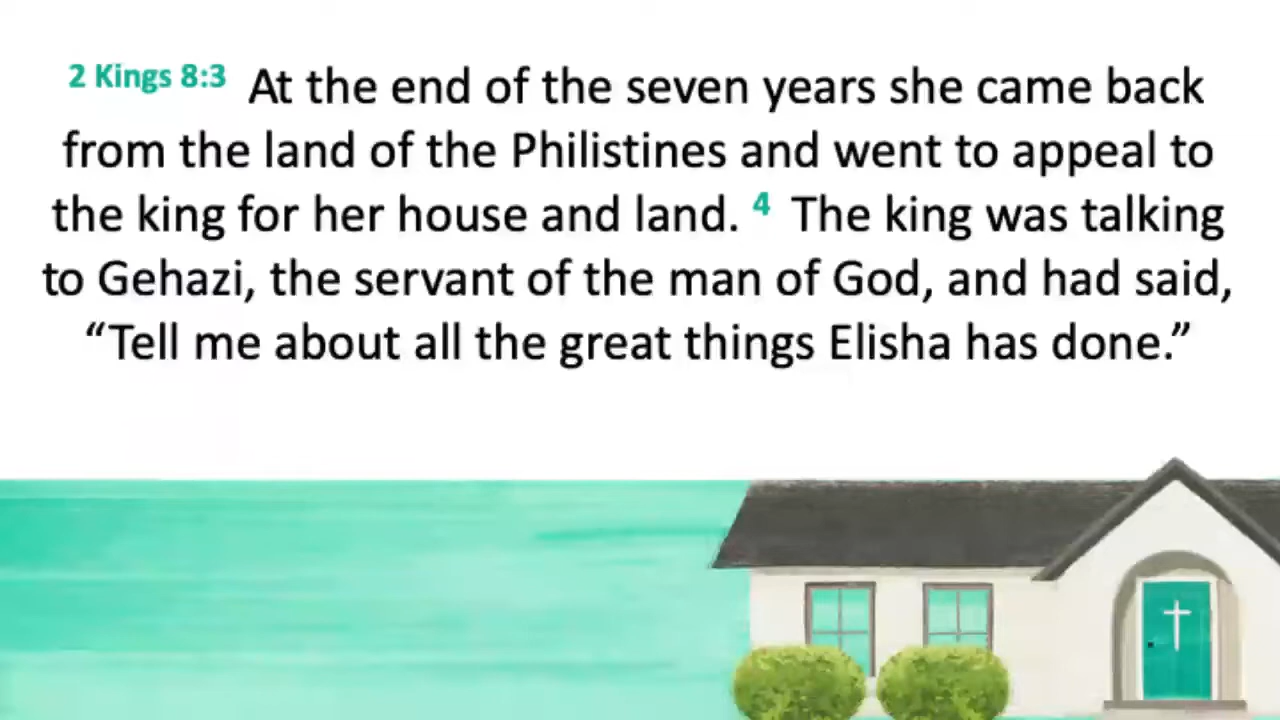 2 Kings 8:3 At the end of the seven years she came back
from the land of the Philistines and went to appeal to
the king for her house and land. 4 The king was talking
to Gehazi, the servant of the man of God, and had said,
“Tell me about all the great things Elisha has done.”